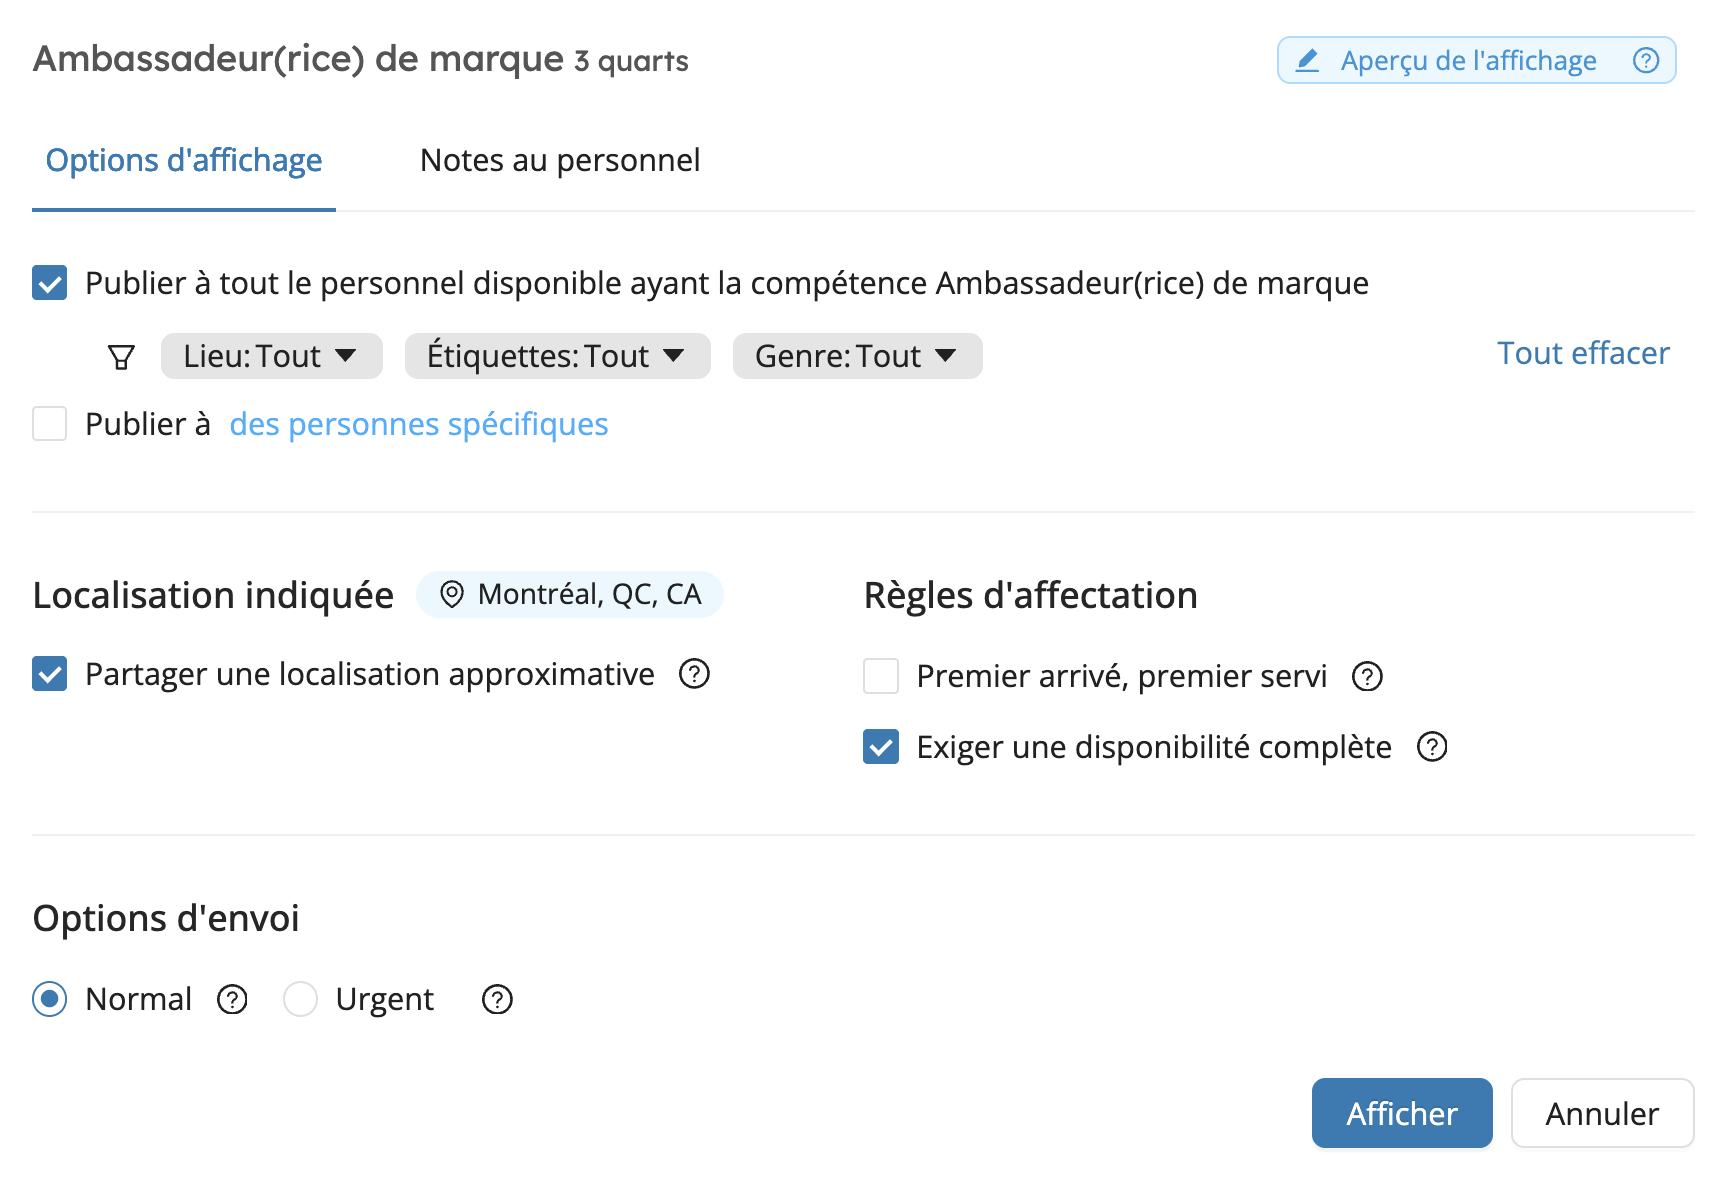 Ambassadeur(rice) de marque 3 quarts
Aperçu de l'affichage
Options d'affichage
Notes au personnel
Publier à tout le personnel disponible ayant la compétence Ambassadeur(rice) de marque
Lieu: Tout
Étiquettes: Tout
Genre: Tout
Tout effacer
Publier à des personnes spécifiques
Localisation indiquée
Montréal, QC, CA
Partager une localisation approximative
Règles d'affectation
Premier arrivé, premier servi
Exiger une disponibilité complète
Options d'envoi
Normal
Urgent
Afficher
Annuler